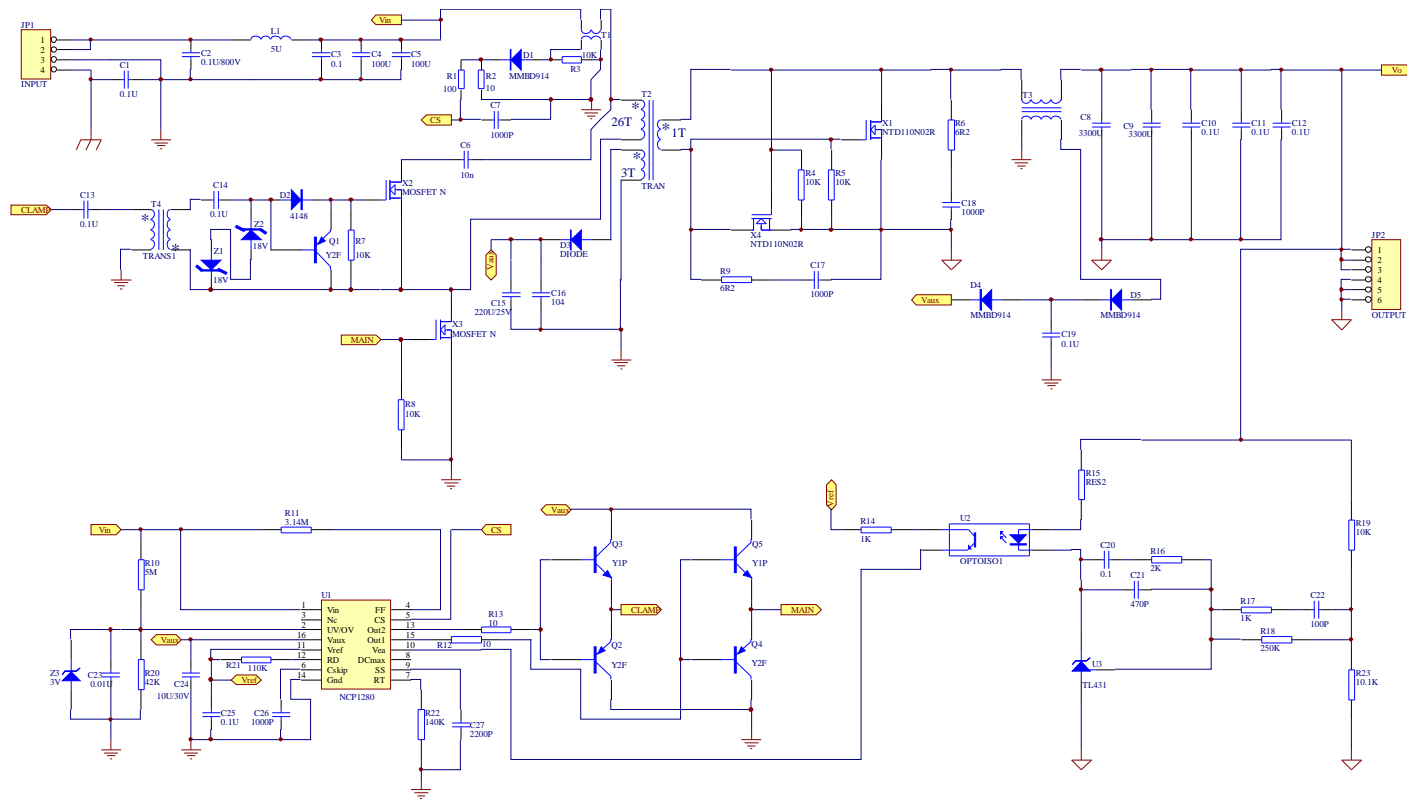 JP1
1
2
3
4
INPUT
C1
0.1U
C2
0.1U/800V
L1
5U
C3
0.1
C4
100U
C5
100U
Vin
T1
R1
100
R2
10
D1
MMBD914
10K
R3
CS
C7
1000P
C6
10n
T2
*
26T
*
3T
*
1T
TRAN
X1
NTD110N02R
R6
6R2
T3
C8
3300U
C9
3300U
C10
0.1U
C11
0.1U
C12
0.1U
Vo
R4
10K
R5
10K
C18
1000P
X4
NTD110N02R
R9
6R2
C17
1000P
JP2
1
2
3
4
5
6
OUTPUT
CLAMP
C13
0.1U
T4
*
*
TRANS1
C14
0.1U
Z1
18V
Z2
18V
D2
4148
Q1
Y2F
R7
10K
X2
MOSFET N
Vaux
D3
DIODE
C15
220U/25V
C16
104
X3
MOSFET N
MAIN
R8
10K
Vaux
D4
MMBD914
D5
MMBD914
C19
0.1U
Vin
R11
3.14M
CS
R10
5M
U1
1
3
2
16
11
12
6
14
Vin
Nc
UV/OV
Vaux
Vref
RD
Cskip
Gnd
FF
CS
Out2
Out1
Vea
DCmax
SS
RT
4
5
13
15
10
8
9
7
NCP1280
Vaux
R21
110K
Vref
Z3
3V
C23
0.01U
R20
42K
C24
10U/30V
C25
0.1U
C26
1000P
R22
140K
C27
2200P
R13
10
R12
10
Vaux
Q3
Y1P
Q5
Y1P
CLAMP
MAIN
Q2
Y2F
Q4
Y2F
Vref
R14
1K
U2
OPTOISO1
R15
RES2
C20
0.1
R16
2K
C21
470P
R17
1K
C22
100P
R18
250K
R19
10K
U3
TL431
R23
10.1K